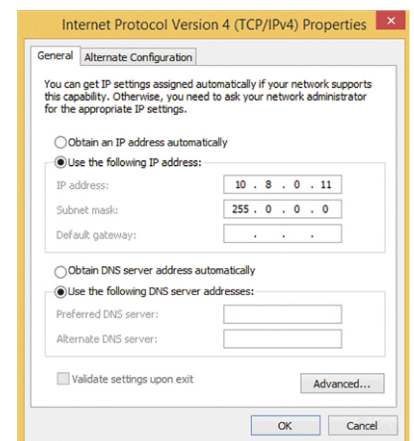 Internet Protocol Version 4 (TCP/IPv4) Properties
General
Alternate Configuration
You can get IP settings assigned automatically if your network supports
this capability. Otherwise, you need to ask your network administrator
for the appropriate IP settings.
Obtain an IP address automatically
Use the following IP address:
IP address: 10 . 8 . 0 . 11
Subnet mask: 255 . 0 . 0 . 0
Default gateway: . . .
Obtain DNS server address automatically
Use the following DNS server addresses:
Preferred DNS server:
Alternate DNS server:
Validate settings upon exit
Advanced...
OK
Cancel